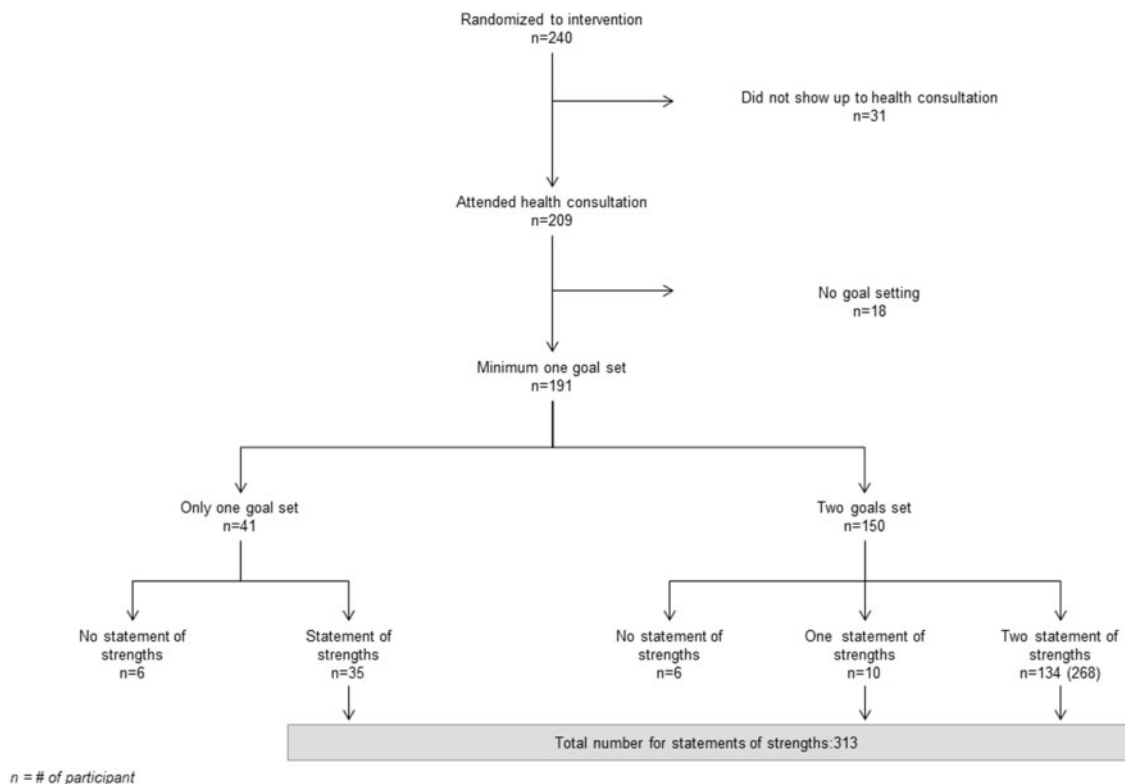 Randomized to intervention
n=240
Did not show up to health consultation
n=31
Attended health consultation
n=209
No goal setting
n=18
Minimum one goal set
n=191
Only one goal set
n=41
Two goals set
n=150
No statement of
strengths
n=6
Statement of
strengths
n=35
No statement of
strengths
n=6
One statement of
strengths
n=10
Two statement of
strengths
n=134 (268)
Total number for statements of strengths:313
n = # of participant